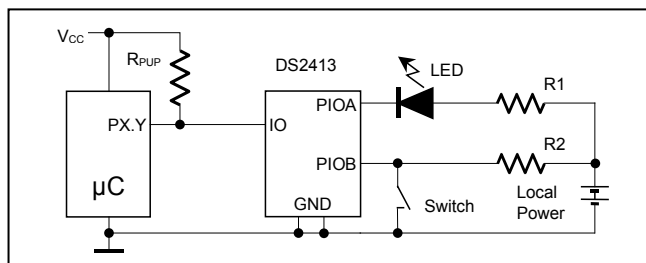 VCC
RPUP
DS2413
LED
R1
PX.Y
IO
PIOA
R2
µC
PIOB
GND
Switch
Local
Power